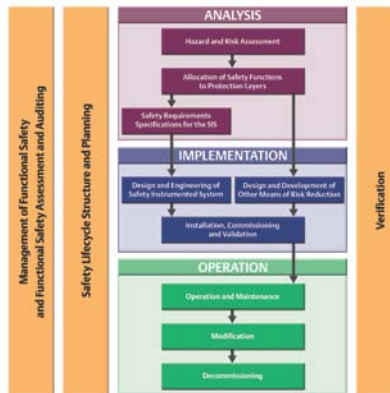 Management of Functional Safety
and Functional Safety Assessment and Auditing
Safety Lifecycle Structure and Planning
ANALYSIS
Hazard and Risk Assessment
Allocation of Safety Functions
to Protection Layers
Safety Requirements
Specifications for the SIS
IMPLEMENTATION
Design and Engineering of
Safety Instrumented System
Design and Development of
Other Means of Risk Reduction
Installation, Commissioning
and Validation
OPERATION
Operation and Maintenance
Modification
Decommissioning
Verification